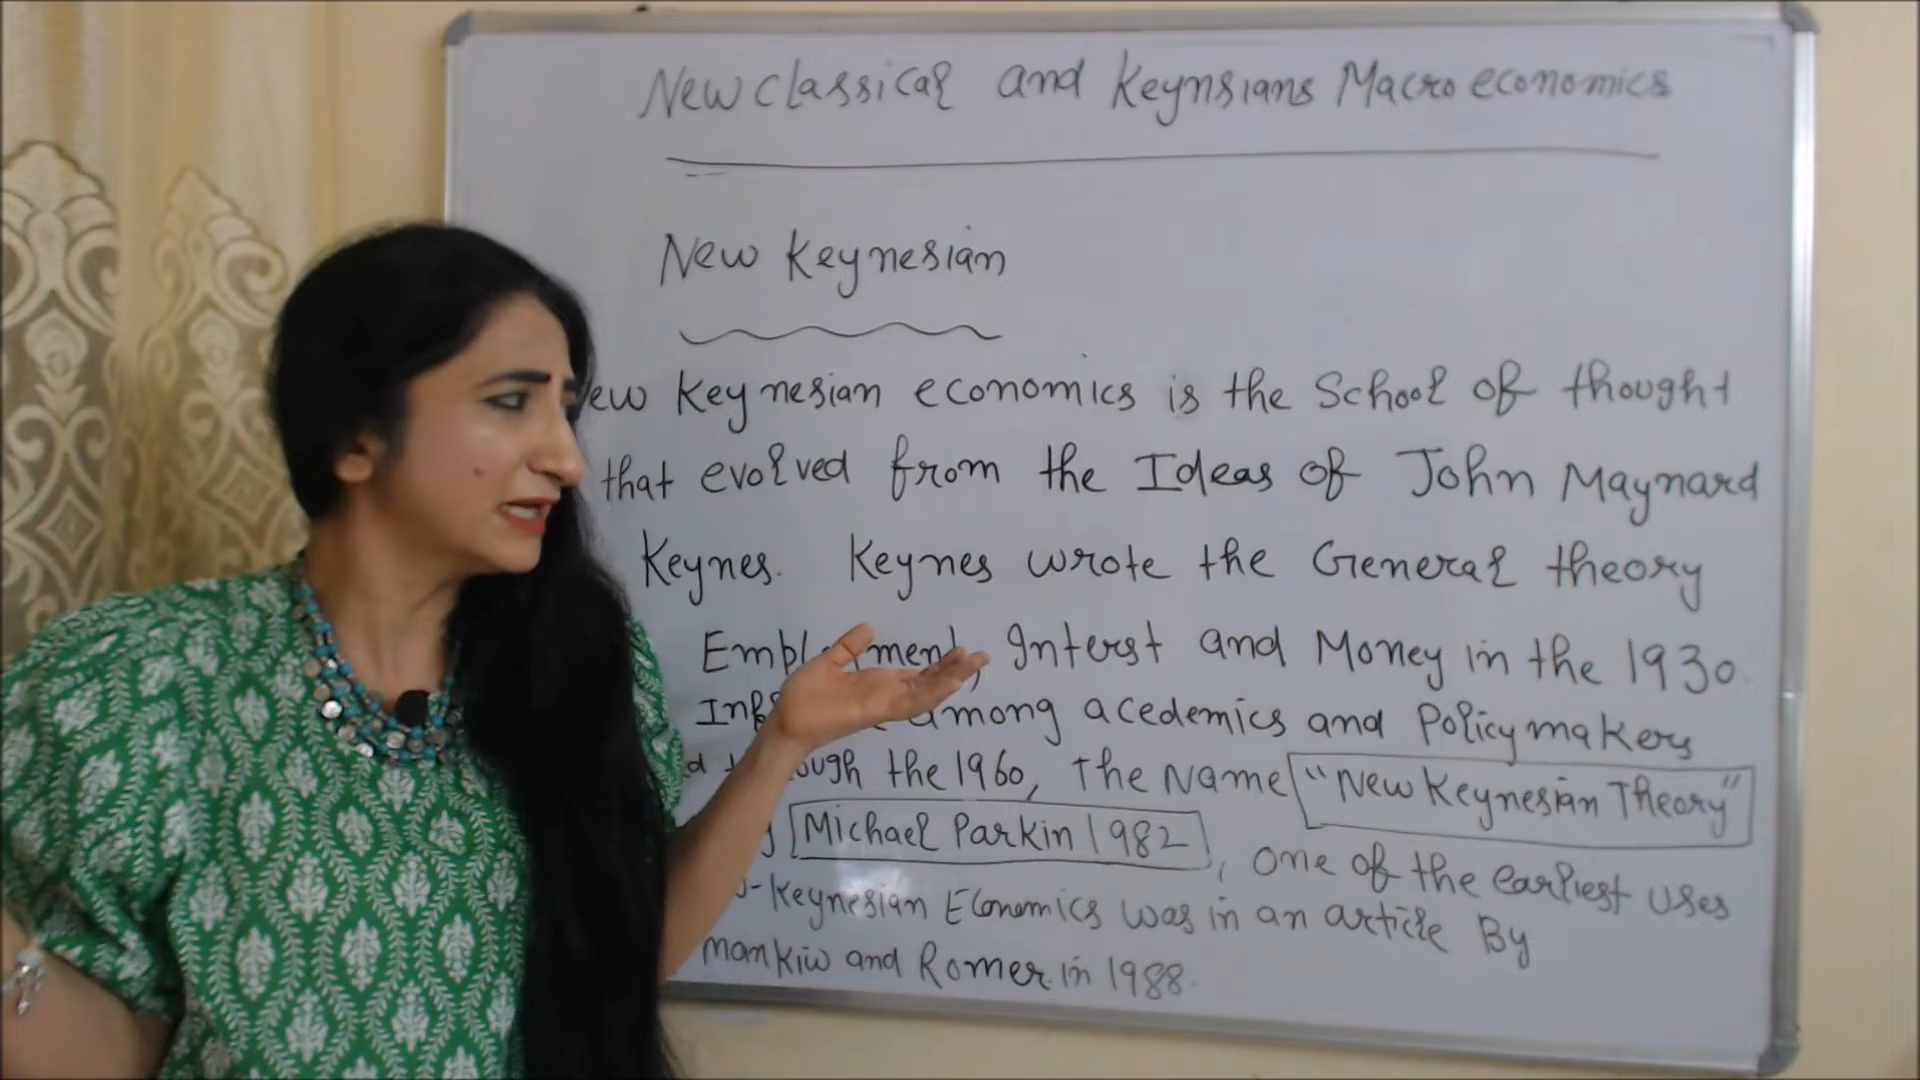 New classical and Keynsians Macro economics
New Keynesian
ew Keynesian economics is the School of thought
that evolved from the Ideas of John Maynard
Keynes. Keynes wrote the General theory
Interst and Money in the 1930.
among acedemics and Policymakers
the 1960, The Name "New Keynesian Theory"
Michael Parkin 1982, One of the earliest uses
-Keynesian Economics was in an article By
Mankiw and Romer in 1988.